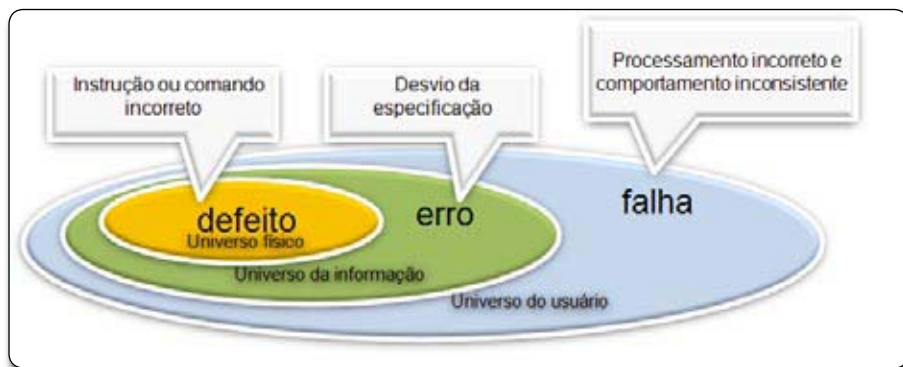 Instrução ou comando
incorreto
Desvio da
especificação
Processamento incorreto e
comportamento inconsistente
defeito
Universo físico
erro
Universo da informação
falha
Universo do usuário